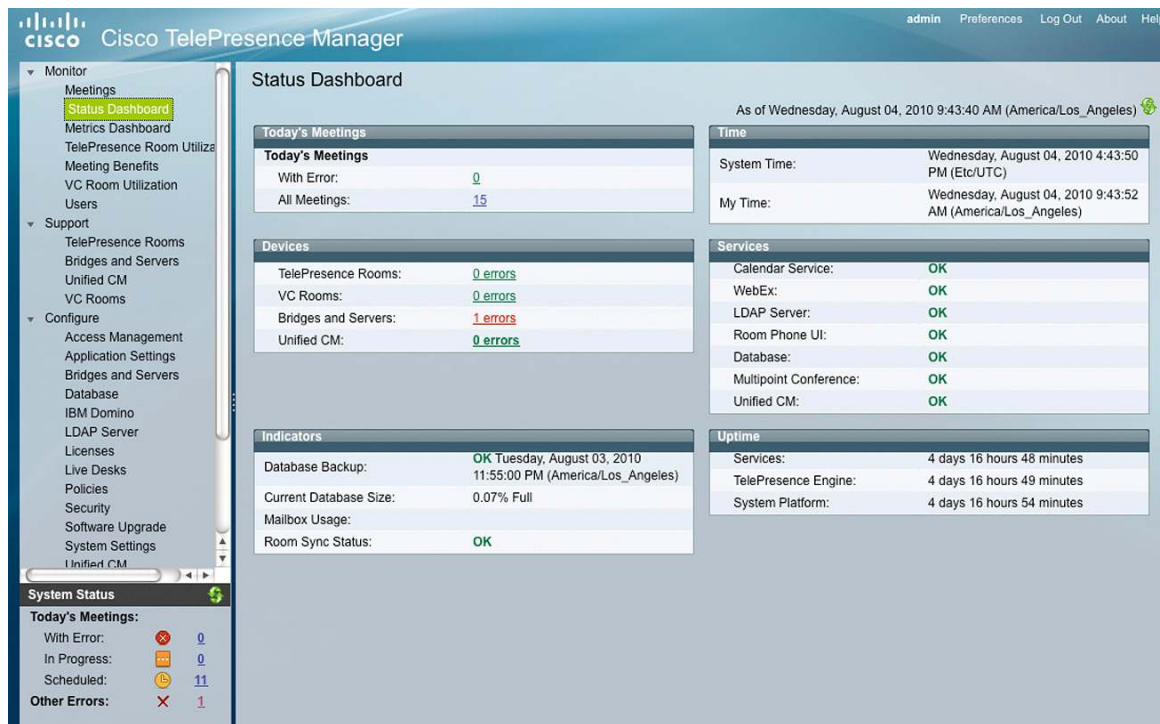 CISCO Cisco TelePresence Manager
admin Preferences Log Out About Hel
Monitor
Meetings
Status Dashboard
Metrics Dashboard
TelePresence Room Utiliza
Meeting Benefits
VC Room Utilization
Users
Support
TelePresence Rooms
Bridges and Servers
Unified CM
VC Rooms
Configure
Access Management
Application Settings
Bridges and Servers
Database
IBM Domino
LDAP Server
Licenses
Live Desks
Policies
Security
Software Upgrade
System Settings
Unified CM
System Status
Today's Meetings:
With Error: 0
In Progress: 0
Scheduled: 11
Other Errors: 1
Status Dashboard
As of Wednesday, August 04, 2010 9:43:40 AM (America/Los_Angeles)
Today's Meetings
Today's Meetings
With Error: 0
All Meetings: 15
Time
System Time: Wednesday, August 04, 2010 4:43:50
PM (Etc/UTC)
My Time: Wednesday, August 04, 2010 9:43:52
AM (America/Los_Angeles)
Devices
TelePresence Rooms: 0 errors
VC Rooms: 0 errors
Bridges and Servers: 1 errors
Unified CM: 0 errors
Services
Calendar Service: OK
WebEx: OK
LDAP Server: OK
Room Phone UI: OK
Database: OK
Multipoint Conference: OK
Unified CM: OK
Indicators
Database Backup: OK Tuesday, August 03, 2010
11:55:00 PM (America/Los_Angeles)
Current Database Size: 0.07% Full
Mailbox Usage:
Room Sync Status: OK
Uptime
Services: 4 days 16 hours 48 minutes
TelePresence Engine: 4 days 16 hours 49 minutes
System Platform: 4 days 16 hours 54 minutes